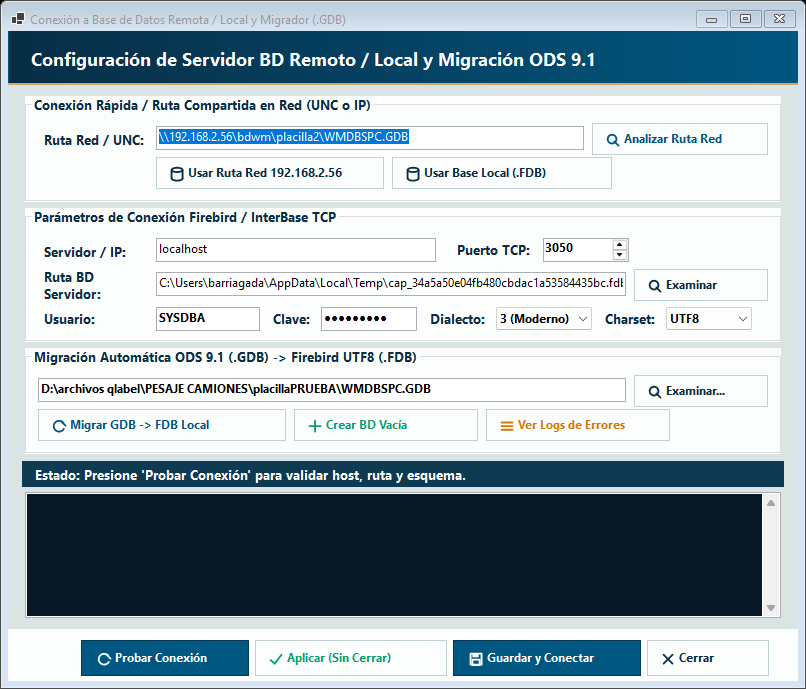 Conexión a Base de Datos Remota / Local y Migrador (.GDB)
Configuración de Servidor BD Remoto / Local y Migración ODS 9.1
Conexión Rápida / Ruta Compartida en Red (UNC o IP)
Ruta Red / UNC: \\192.168.2.56\bdwm\placilla2\WMDBSPC.GDB Analizar Ruta Red
Usar Ruta Red 192.168.2.56 Usar Base Local (.FDB)
Parámetros de Conexión Firebird / InterBase TCP
Servidor / IP: localhost Puerto TCP: 3050
Ruta BD Servidor: C:\Users\barriagada\AppData\Local\Temp\cap_34a5a50e04fb480cbdac1a53584435bc.fdb Examinar
Usuario: SYSDBA Clave: ●●●●●●●●● Dialecto: 3 (Moderno) Charset: UTF8
Migración Automática ODS 9.1 (.GDB) -> Firebird UTF8 (.FDB)
D:\archivos qlabel\PESAJE CAMIONES\placillaPRUEBA\WMDBSPC.GDB Examinar...
Migrar GDB -> FDB Local Crear BD Vacía Ver Logs de Errores
Estado: Presione 'Probar Conexión' para validar host, ruta y esquema.
Probar Conexión Aplicar (Sin Cerrar) Guardar y Conectar Cerrar